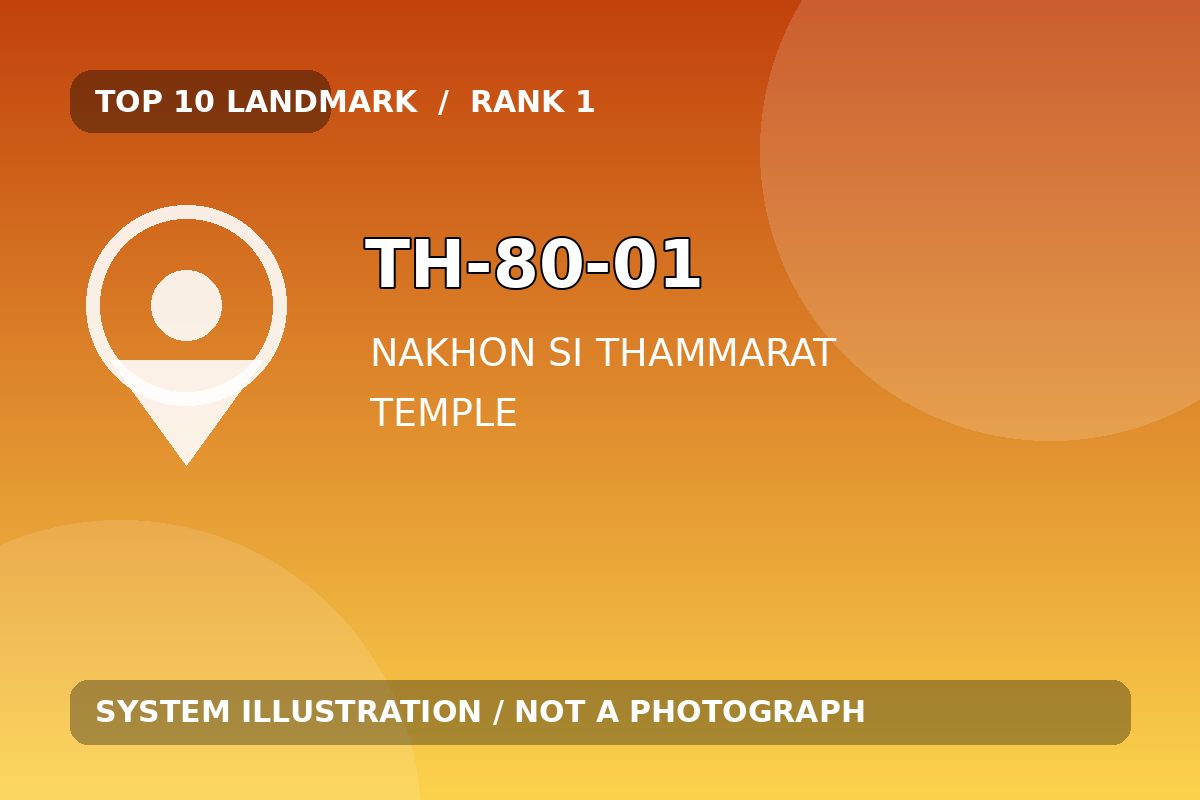 TOP 10 LANDMARK / RANK 1
TH-80-01
NAKHON SI THAMMARAT
TEMPLE
SYSTEM ILLUSTRATION / NOT A PHOTOGRAPH